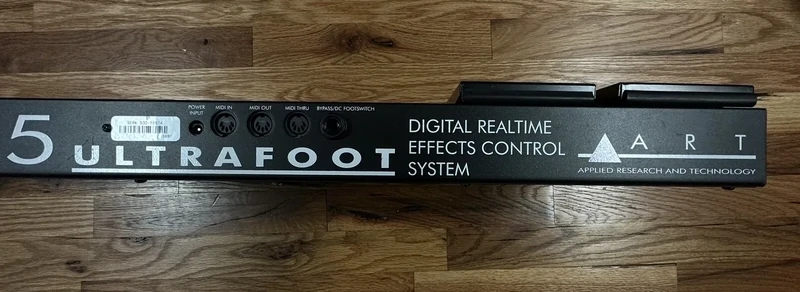 5 ULTRAFOOT
POWER
INPUT
MIDI IN
MIDI OUT
MIDI THRU
BYPASS/DC FOOTSWITCH
DIGITAL REALTIME
EFFECTS CONTROL
SYSTEM
ART
APPLIED RESEARCH AND TECHNOLOGY